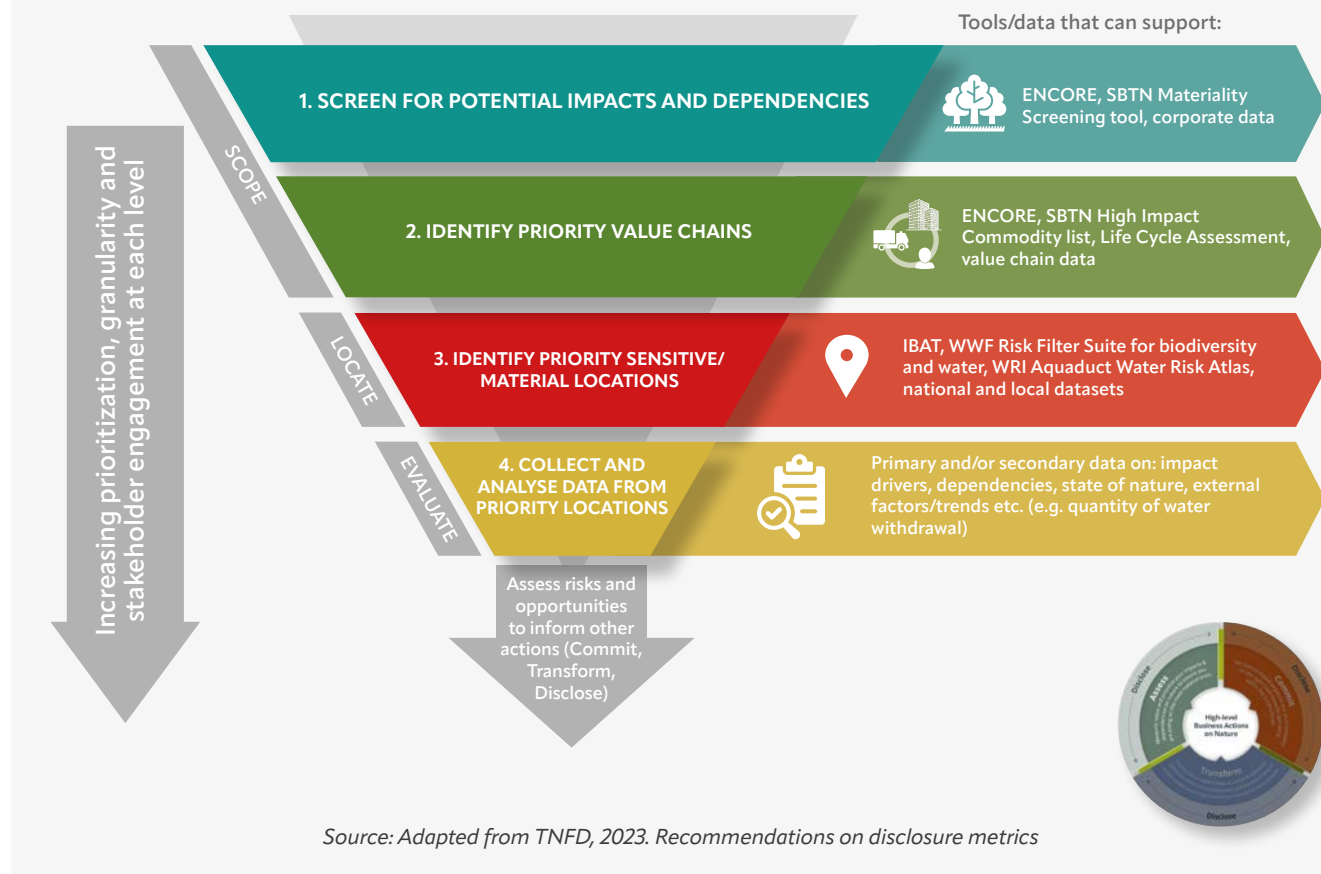 Tools/data that can support:
1. SCREEN FOR POTENTIAL IMPACTS AND DEPENDENCIES
ENCORE, SBTN Materiality
Screening tool, corporate data
SCOPE
2. IDENTIFY PRIORITY VALUE CHAINS
ENCORE, SBTN High Impact
Commodity list, Life Cycle Assessment,
value chain data
LOCATE
3. IDENTIFY PRIORITY SENSITIVE/
MATERIAL LOCATIONS
IBAT, WWF Risk Filter Suite for biodiversity
and water, WRI Aquaduct Water Risk Atlas,
national and local datasets
EVALUATE
4. COLLECT AND
ANALYSE DATA FROM
PRIORITY LOCATIONS
Primary and/or secondary data on: impact
drivers, dependencies, state of nature, external
factors/trends etc. (e.g. quantity of water
withdrawal)
Increasing prioritization, granularity and
stakeholder engagement at each level
Assess risks and
opportunities
to inform other
actions (Commit,
Transform,
Disclose)
Disclose
Assess
Commit
Disclose
High-level
Business Actions
on Nature
Transform
Disclose
Source: Adapted from TNFD, 2023. Recommendations on disclosure metrics